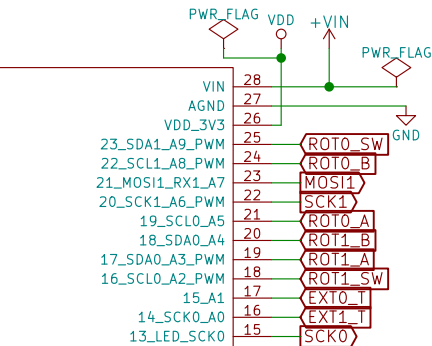 PWR_FLAG VDD +VIN
PWR_FLAG
VIN 28
AGND 27
GND
VDD_3V3 26
23_SDA1_A9_PWM 25 ROT0_SW
22_SCL1_A8_PWM 24 ROT0_B
21_MOSI1_RX1_A7 23 MOSI1
20_SCK1_A6_PWM 22 SCK1
19_SCL0_A5 21 ROT0_A
18_SDA0_A4 20 ROT1_B
17_SDA0_A3_PWM 19 ROT1_A
16_SCL0_A2_PWM 18 ROT1_SW
15_A1 17 EXT0_T
14_SCK0_A0 16 EXT1_T
13_LED_SCK0 15 SCK0